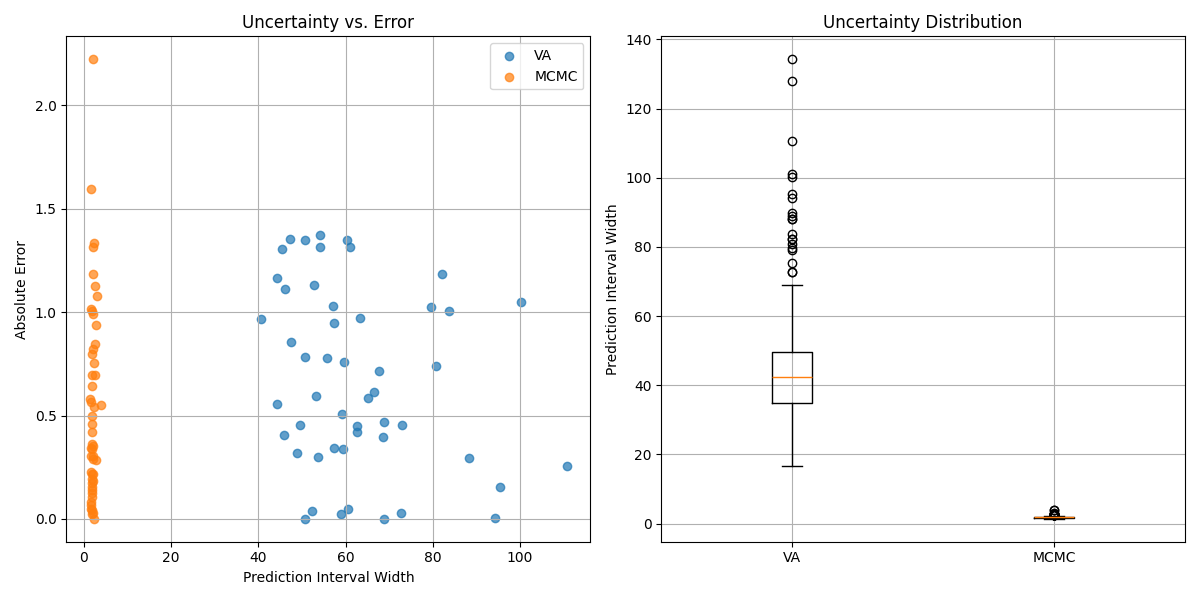 Uncertainty vs. Error
Absolute Error
2.0
1.5
1.0
0.5
0.0
0
20
40
60
80
100
Prediction Interval Width
VA
MCMC
Uncertainty Distribution
Prediction Interval Width
140
120
100
80
60
40
20
0
VA
MCMC